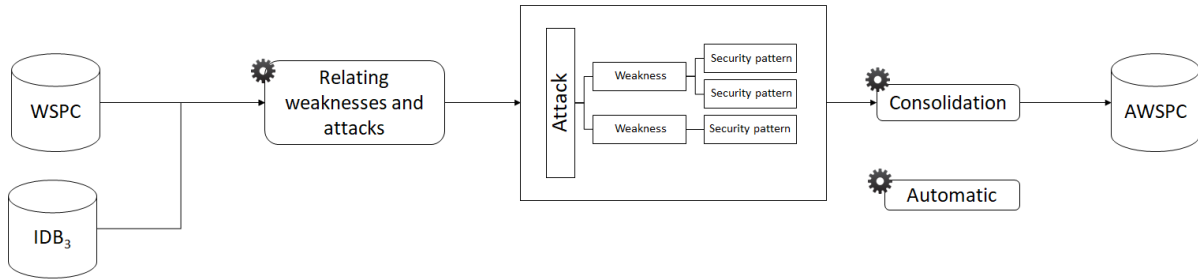 WSPC
IDB₃
Relating
weaknesses and
attacks
Attack
Weakness
Security pattern
Security pattern
Weakness
Security pattern
Consolidation
Automatic
AWSPC